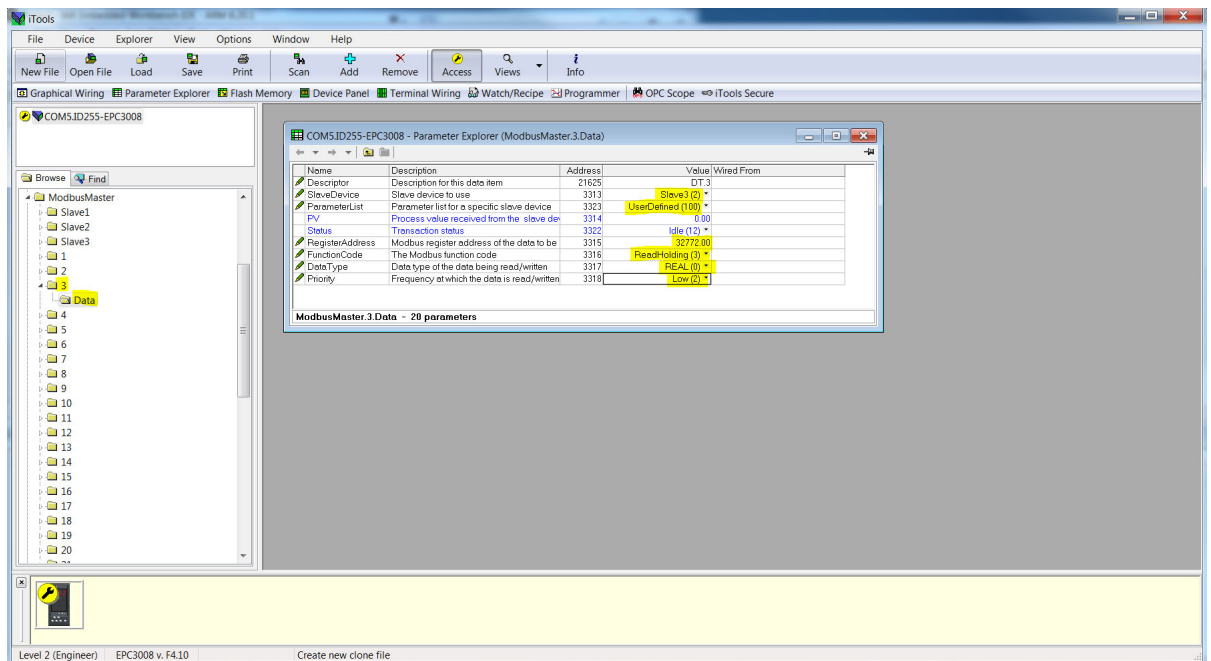 iTools
File Device Explorer View Options Window Help
New File Open File Load Save Print Scan Add Remove Access Views Info
Graphical Wiring Parameter Explorer Flash Memory Device Panel Terminal Wiring Watch/Recipe Programmer OPC Scope iTools Secure
COM5.ID255-EPC3008
Browse Find
ModbusMaster
Slave1
Slave2
Slave3
1
2
3
Data
4
5
6
7
8
9
10
11
12
13
14
15
16
17
18
19
20
COM5.ID255-EPC3008 - Parameter Explorer (ModbusMaster.3.Data)
Name Description Address Value Wired From
Descriptor Description for this data item 21625 DT.3
SlaveDevice Slave device to use 3313 Slave3 (2)
ParameterList Parameter list for a specific slave device 3323 UserDefined (100)
PV Process value received from the slave dev 3314 0.00
Status Transaction status 3322 Idle (12)
RegisterAddress Modbus register address of the data to be 3315 32772.00
FunctionCode The Modbus function code 3316 ReadHolding (3)
DataType Data type of the data being read/written 3317 REAL (0)
Priority Frequency at which the data is read/written 3318 Low (2)
ModbusMaster.3.Data - 20 parameters
Level 2 (Engineer) EPC3008 v. F4.10 Create new clone file